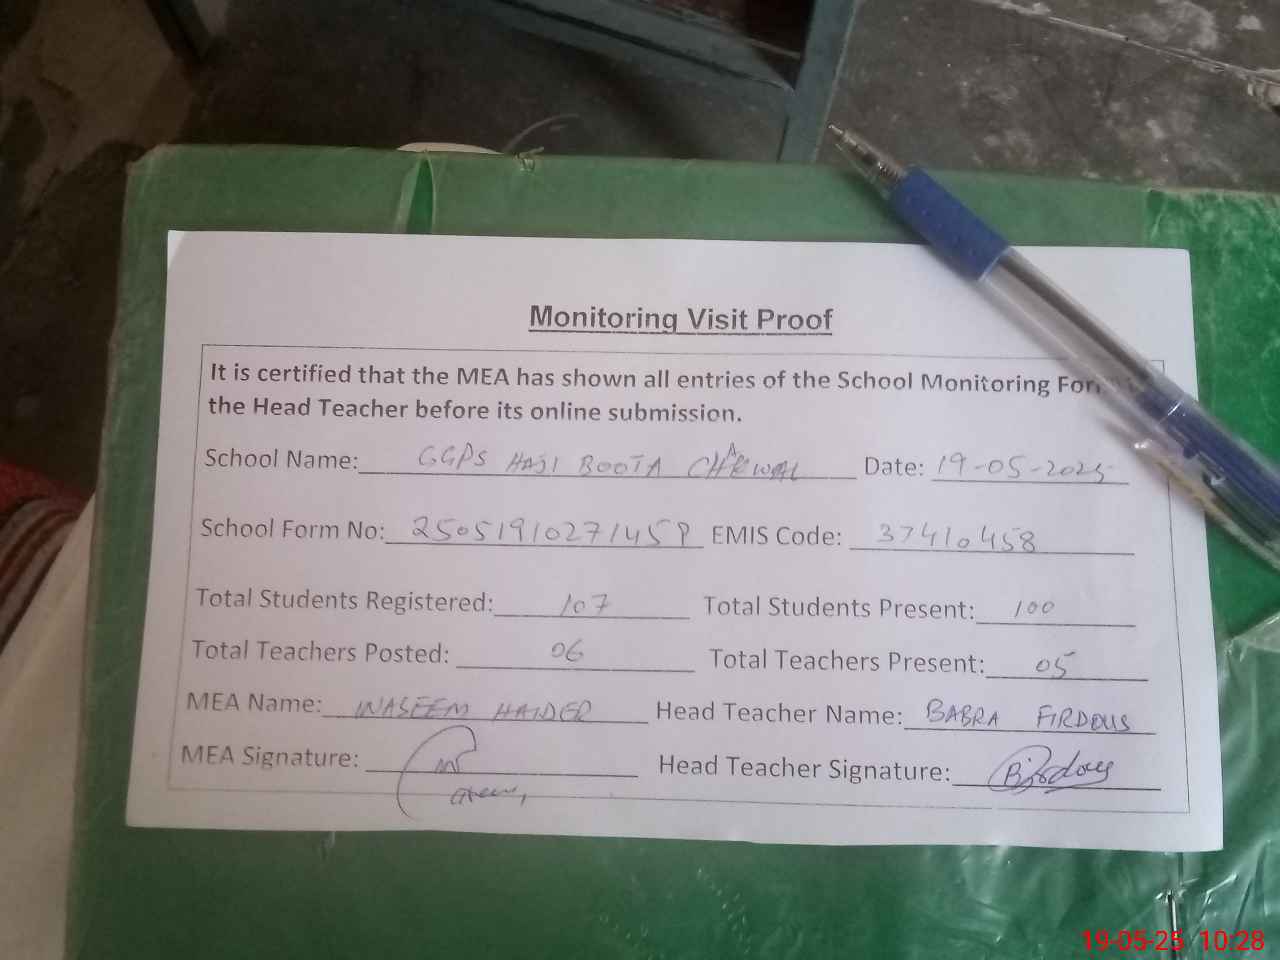 Monitoring Visit Proof
It is certified that the MEA has shown all entries of the School Monitoring For
the Head Teacher before its online submission.
School Name: GGPS HAJI BOOTA CHAKWAL Date: 19-05-2025
School Form No: EMIS Code: 37410458
Total Students Registered: 107 Total Students Present: 100
Total Teachers Posted: 06 Total Teachers Present: 05
MEA Name: WASEEM HAIDER Head Teacher Name: BABRA FIRDOUS
MEA Signature: Head Teacher Signature: Birdous
19-05-25 10:28